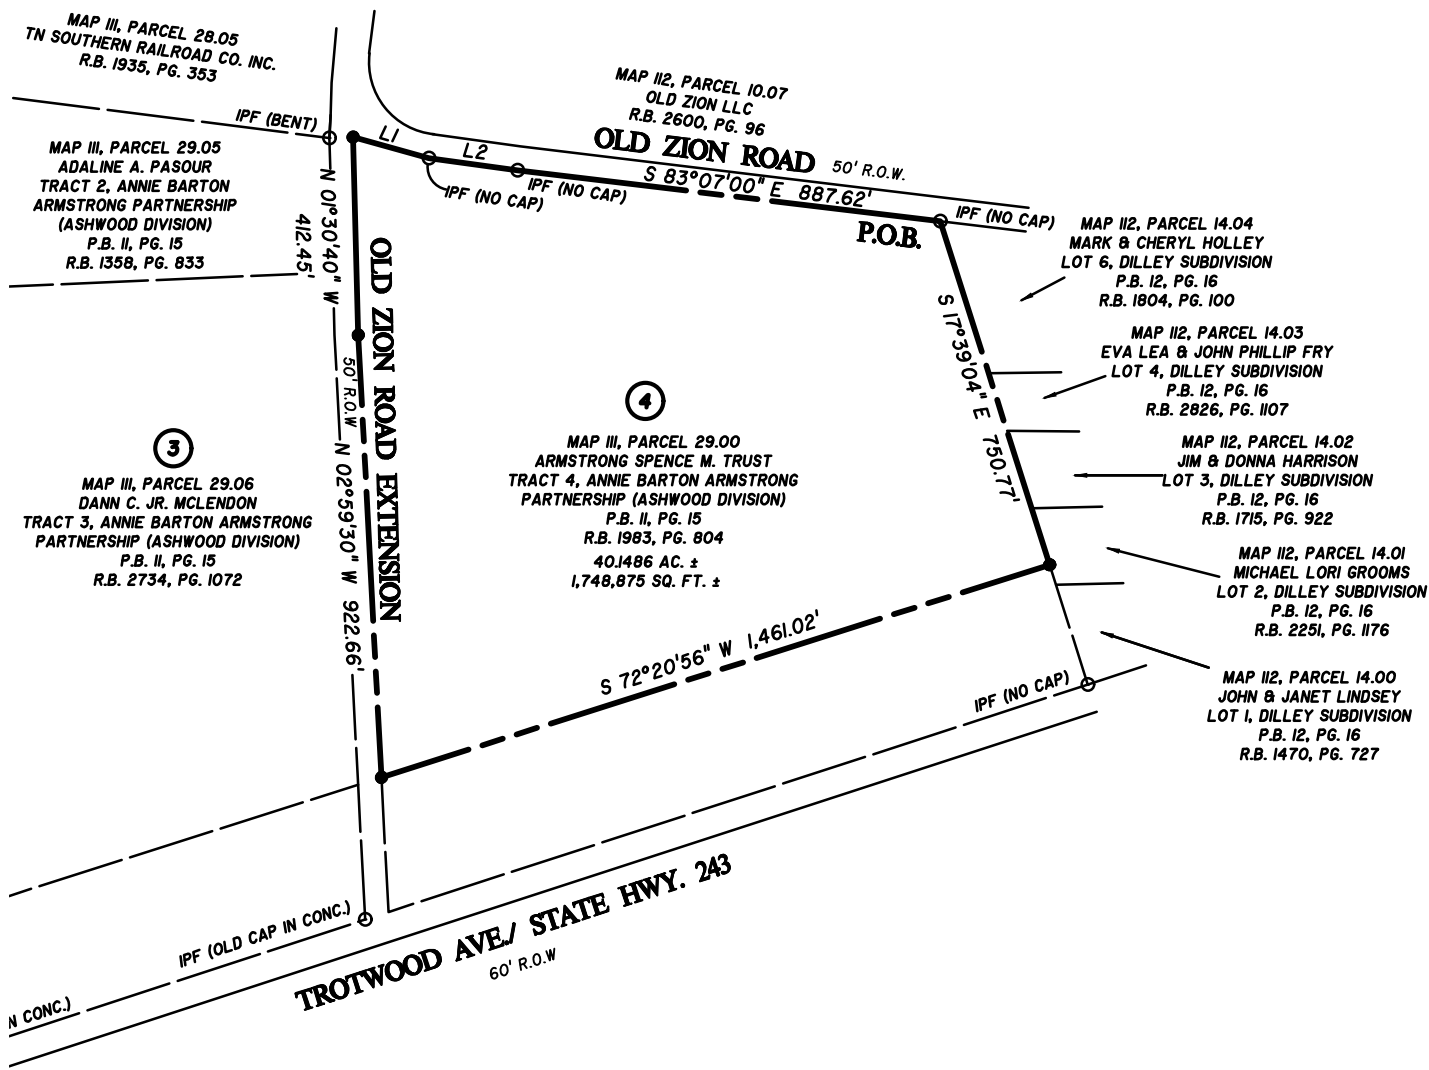 MAP 111, PARCEL 28.05
TN SOUTHERN RAILROAD CO. INC.
R.B. 1935, PG. 353
IPF (BENT)
MAP 111, PARCEL 29.05
ADALINE A. PASOUR
TRACT 2, ANNIE BARTON
ARMSTRONG PARTNERSHIP
(ASHWOOD DIVISION)
P.B. 11, PG. 15
R.B. 1358, PG. 833
MAP 112, PARCEL 10.07
OLD ZION LLC
R.B. 2600, PG. 96
OLD ZION ROAD
50' R.O.W.
L1
L2
IPF (NO CAP)
IPF (NO CAP)
S 83°07'00" E 887.62'
IPF (NO CAP)
P.O.B.
N 01°30'40" W
412.45'
OLD ZION ROAD EXTENSION
50' R.O.W
N 02°59'30" W 922.66'
S 17°39'04" E 750.77'
MAP 112, PARCEL 14.04
MARK & CHERYL HOLLEY
LOT 6, DILLEY SUBDIVISION
P.B. 12, PG. 16
R.B. 1804, PG. 100
MAP 112, PARCEL 14.03
EVA LEA & JOHN PHILLIP FRY
LOT 4, DILLEY SUBDIVISION
P.B. 12, PG. 16
R.B. 2826, PG. 1107
MAP 112, PARCEL 14.02
JIM & DONNA HARRISON
LOT 3, DILLEY SUBDIVISION
P.B. 12, PG. 16
R.B. 1715, PG. 922
MAP 112, PARCEL 14.01
MICHAEL LORI GROOMS
LOT 2, DILLEY SUBDIVISION
P.B. 12, PG. 16
R.B. 2251, PG. 1176
MAP 112, PARCEL 14.00
JOHN & JANET LINDSEY
LOT 1, DILLEY SUBDIVISION
P.B. 12, PG. 16
R.B. 1470, PG. 727
3
MAP 111, PARCEL 29.06
DANN C. JR. MCLENDON
TRACT 3, ANNIE BARTON ARMSTRONG
PARTNERSHIP (ASHWOOD DIVISION)
P.B. 11, PG. 15
R.B. 2734, PG. 1072
4
MAP 111, PARCEL 29.00
ARMSTRONG SPENCE M. TRUST
TRACT 4, ANNIE BARTON ARMSTRONG
PARTNERSHIP (ASHWOOD DIVISION)
P.B. 11, PG. 15
R.B. 1983, PG. 804
40.1486 AC. ±
1,748,875 SQ. FT. ±
S 72°20'56" W 1,461.02'
IPF (NO CAP)
IPF (OLD CAP IN CONC.)
N CONC.)
TROTWOOD AVE./ STATE HWY. 243
60' R.O.W